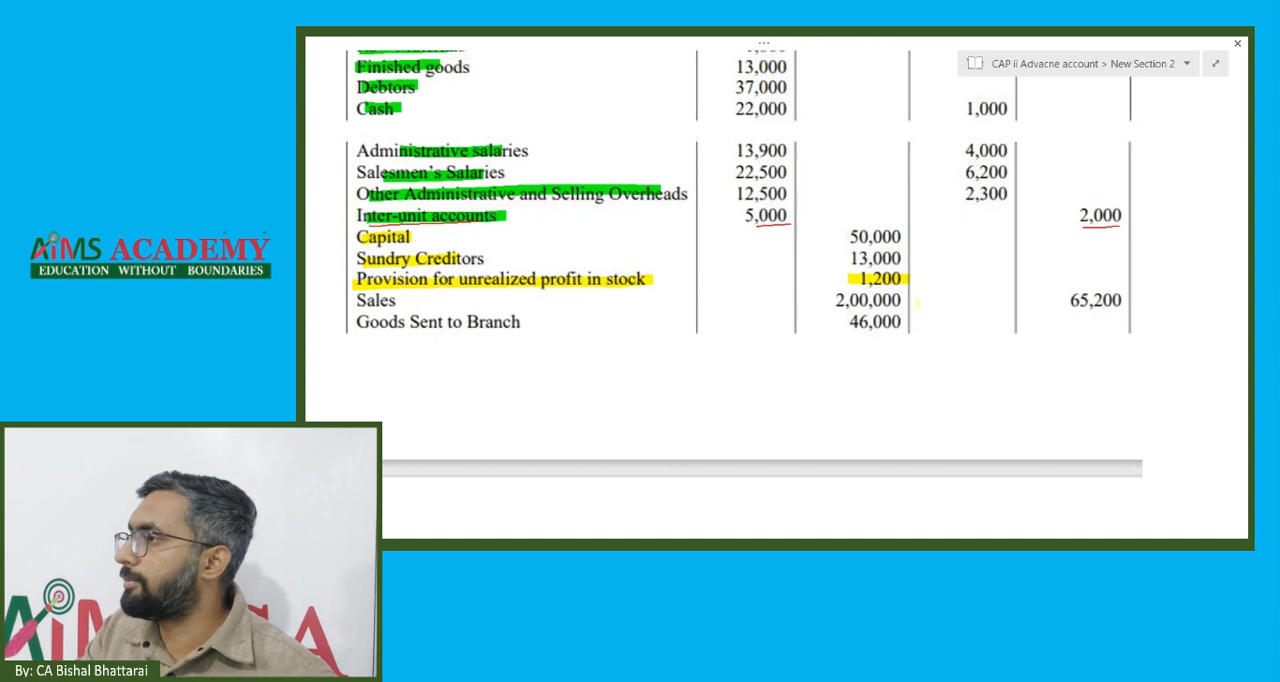 CAP ii Advacne account > New Section 2
Finished goods 13,000
Debtors 37,000
Cash 22,000 1,000
Administrative salaries 13,900 4,000
Salesmen's Salaries 22,500 6,200
Other Administrative and Selling Overheads 12,500 2,300
Inter-unit accounts 5,000 2,000
Capital 50,000
Sundry Creditors 13,000
Provision for unrealized profit in stock 1,200
Sales 2,00,000 65,200
Goods Sent to Branch 46,000
AiMS ACADEMY
EDUCATION WITHOUT BOUNDARIES
By: CA Bishal Bhattarai